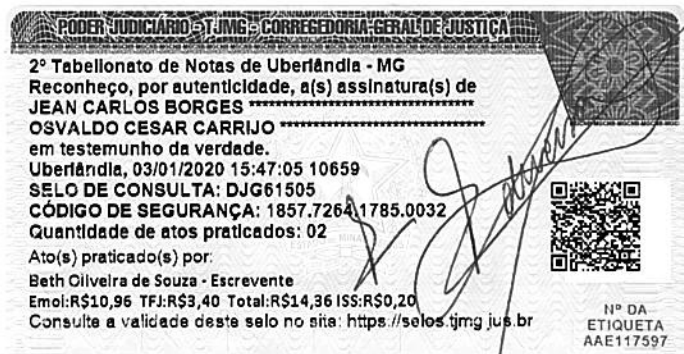 PODER JUDICIÁRIO - TJMG - CORREGEDORIA-GERAL DE JUSTIÇA
2º Tabelionato de Notas de Uberlândia - MG
Reconheço, por autenticidade, a(s) assinatura(s) de
JEAN CARLOS BORGES **********************************
OSVALDO CESAR CARRIJO *******************************
em testemunho da verdade.
Uberlândia, 03/01/2020 15:47:05 10659
SELO DE CONSULTA: DJG61505
CÓDIGO DE SEGURANÇA: 1857.7264.1785.0032
Quantidade de atos praticados: 02
Ato(s) praticado(s) por:
Beth Oliveira de Souza - Escrevente
Emol:R$10,96 TFJ:R$3,40 Total:R$14,36 ISS:R$0,20
Consulte a validade deste selo no site: https://selos.tjmg.jus.br
Nº DA
ETIQUETA
AAE117597